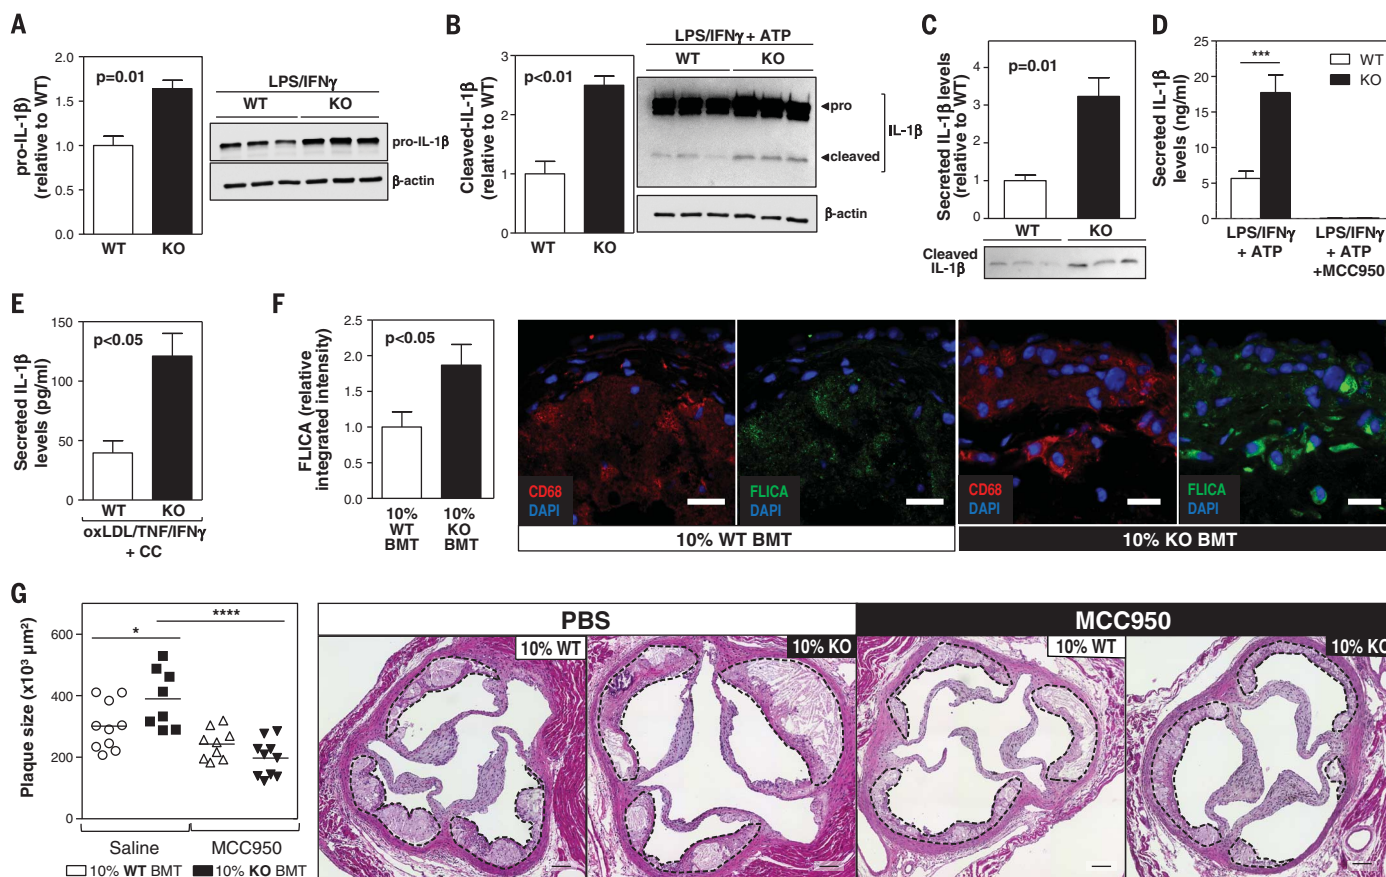 A
pro-IL-1β
(relative to WT)
2.0
1.5
1.0
0.5
0.0
p=0.01
WT KO
LPS/IFNγ
WT KO
pro-IL-1β
β-actin
B
Cleaved-IL-1β
(relative to WT)
3
2
1
0
p<0.01
WT KO
LPS/IFNγ + ATP
WT KO
pro
cleaved
IL-1β
β-actin
C
Secreted IL-1β levels
(relative to WT)
4
3
2
1
0
p=0.01
WT KO
Cleaved
IL-1β
D
Secreted IL-1β
levels (ng/ml)
25
20
15
10
5
0
***
WT
KO
LPS/IFNγ
+ ATP
LPS/IFNγ
+ ATP
+MCC950
E
Secreted IL-1β
levels (pg/ml)
150
100
50
0
p<0.05
WT KO
oxLDL/TNF/IFNγ
+ CC
F
FLICA (relative
integrated intensity)
2.5
2.0
1.5
1.0
0.5
0.0
p<0.05
10%
WT
BMT
10%
KO
BMT
CD68
DAPI
FLICA
DAPI
10% WT BMT
CD68
DAPI
FLICA
DAPI
10% KO BMT
G
Plaque size (x10³ µm²)
600
400
200
0
*
****
Saline MCC950
10% WT BMT 10% KO BMT
PBS
MCC950
10% WT
10% KO
10% WT
10% KO